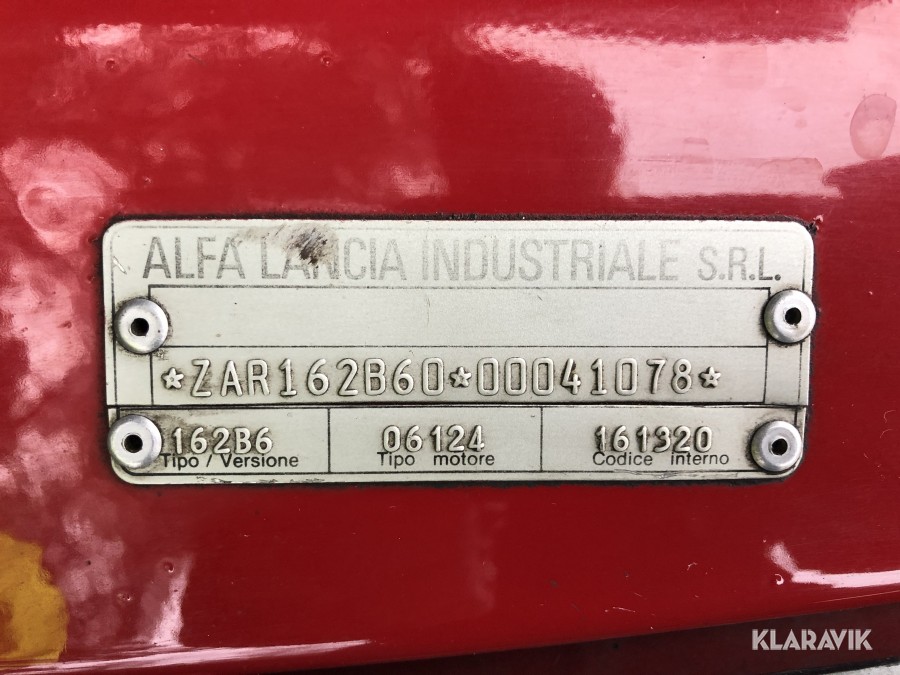 ALFA LANCIA INDUSTRIALE S.R.L.
*ZAR162B60*00041078*
162B6 06124 161320
Tipo / Versione Tipo motore Codice interno
KLARAVIK